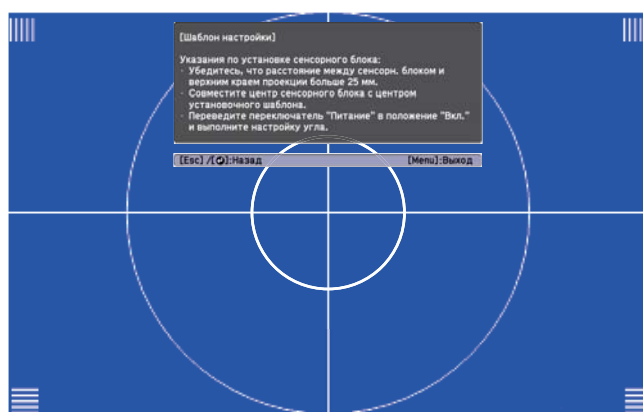 [Шаблон настройки]
Указания по установке сенсорного блока:
· Убедитесь, что расстояние между сенсорн. блоком и
верхним краем проекции больше 25 мм.
· Совместите центр сенсорного блока с центром
установочного шаблона.
· Переведите переключатель "Питание" в положение "Вкл."
и выполните настройку угла.
[Esc] /[⮌]:Назад [Menu]:Выход